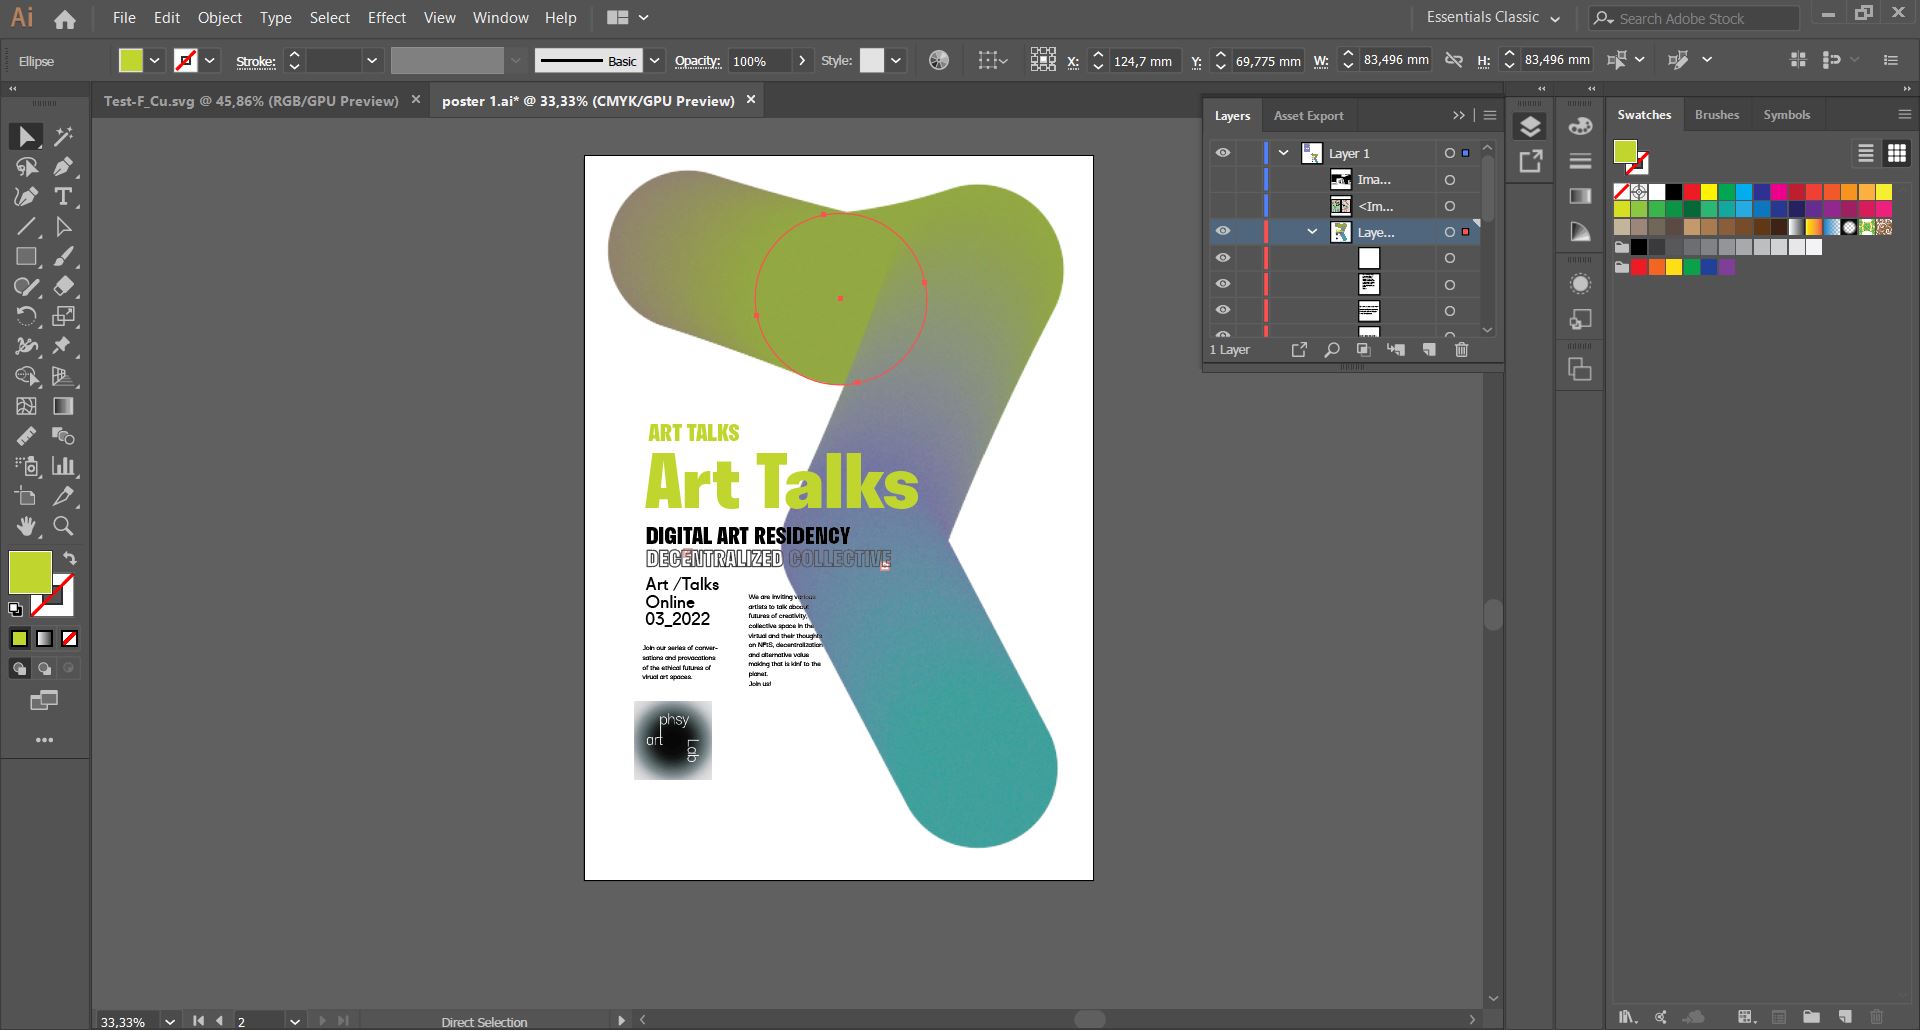 Ai File Edit Object Type Select Effect View Window Help Essentials Classic Search Adobe Stock
Ellipse Stroke: Basic Opacity: 100% Style: X: 124,7 mm Y: 69,775 mm W: 83,496 mm H: 83,496 mm
Test-F_Cu.svg @ 45,86% (RGB/GPU Preview) × poster 1.ai* @ 33,33% (CMYK/GPU Preview) ×
Layers Asset Export
Layer 1
Ima...
<Im...
Laye...
1 Layer
Swatches Brushes Symbols
ART TALKS
Art Talks
DIGITAL ART RESIDENCY
DECENTRALIZED COLLECTIVE
Art /Talks
Online
03_2022
Join our series of conver-
sations and provacations
of the ethical futures of
virual art spaces.
We are inviting various
artists to talk about
futures of creativity,
collective space in the
virtual and their thoughts
on NFtS, decentralization
and alternative value
making that is kinf to the
planet.
Join us!
phsy
art
Lab
33,33% 2 Direct Selection